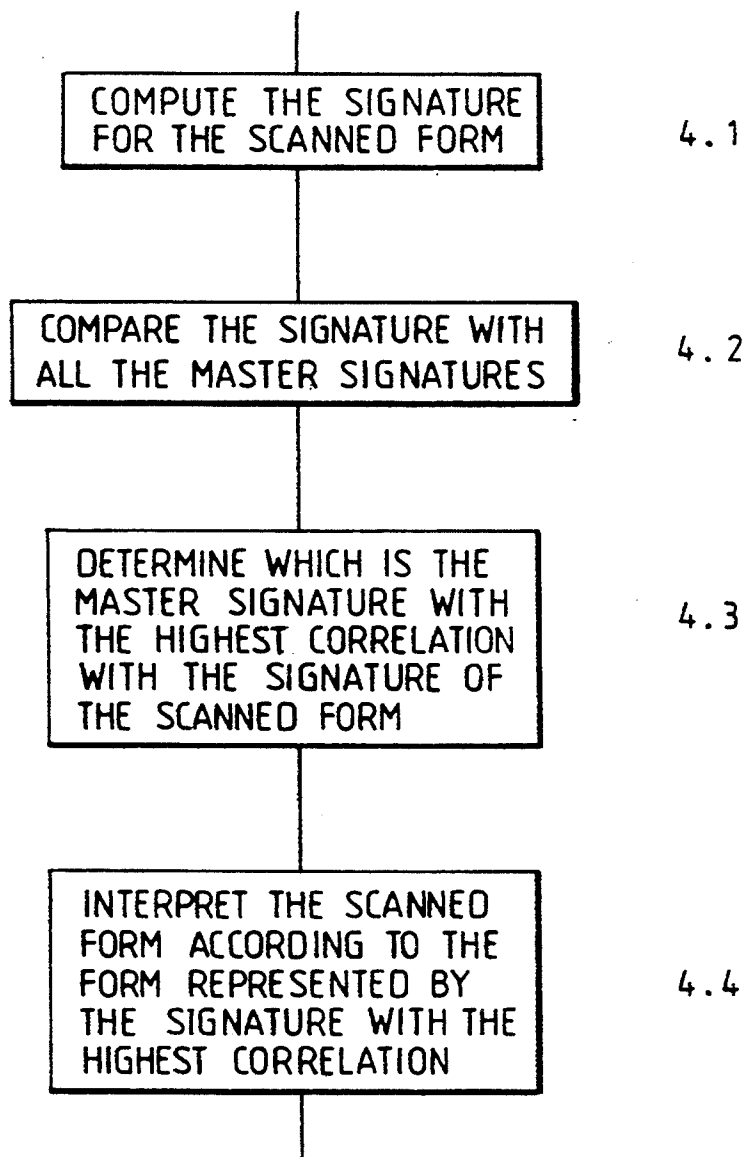 COMPUTE THE SIGNATURE
FOR THE SCANNED FORM
4.1
COMPARE THE SIGNATURE WITH
ALL THE MASTER SIGNATURES
4.2
DETERMINE WHICH IS THE
MASTER SIGNATURE WITH
THE HIGHEST CORRELATION
WITH THE SIGNATURE OF
THE SCANNED FORM
4.3
INTERPRET THE SCANNED
FORM ACCORDING TO THE
FORM REPRESENTED BY
THE SIGNATURE WITH THE
HIGHEST CORRELATION
4.4